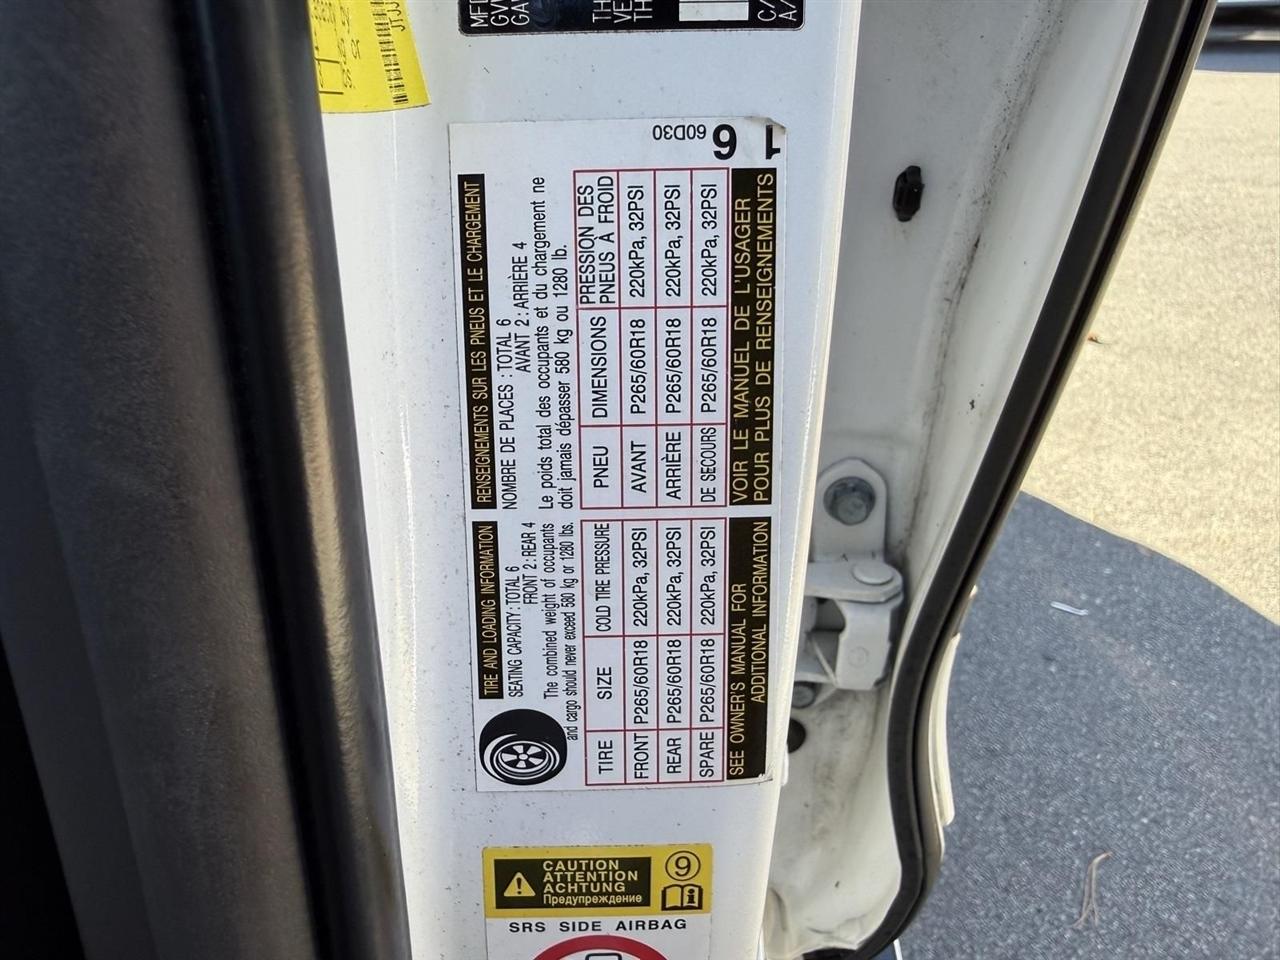 TIRE AND LOADING INFORMATION
SEATING CAPACITY : TOTAL 6
FRONT 2 : REAR 4
The combined weight of occupants
and cargo should never exceed 580 kg or 1280 lbs.
TIRE SIZE COLD TIRE PRESSURE
FRONT P265/60R18 220kPa, 32PSI
REAR P265/60R18 220kPa, 32PSI
SPARE P265/60R18 220kPa, 32PSI
SEE OWNER'S MANUAL FOR
ADDITIONAL INFORMATION
RENSEIGNEMENTS SUR LES PNEUS ET LE CHARGEMENT
NOMBRE DE PLACES : TOTAL 6
AVANT 2 : ARRIÈRE 4
Le poids total des occupants et du chargement ne
doit jamais dépasser 580 kg ou 1280 lb.
PNEU DIMENSIONS PRESSION DES
PNEUS À FROID
AVANT P265/60R18 220kPa, 32PSI
ARRIÈRE P265/60R18 220kPa, 32PSI
DE SECOURS P265/60R18 220kPa, 32PSI
VOIR LE MANUEL DE L'USAGER
POUR PLUS DE RENSEIGNEMENTS
60D30
1 6
CAUTION
ATTENTION
ACHTUNG
Предупреждение
SRS SIDE AIRBAG